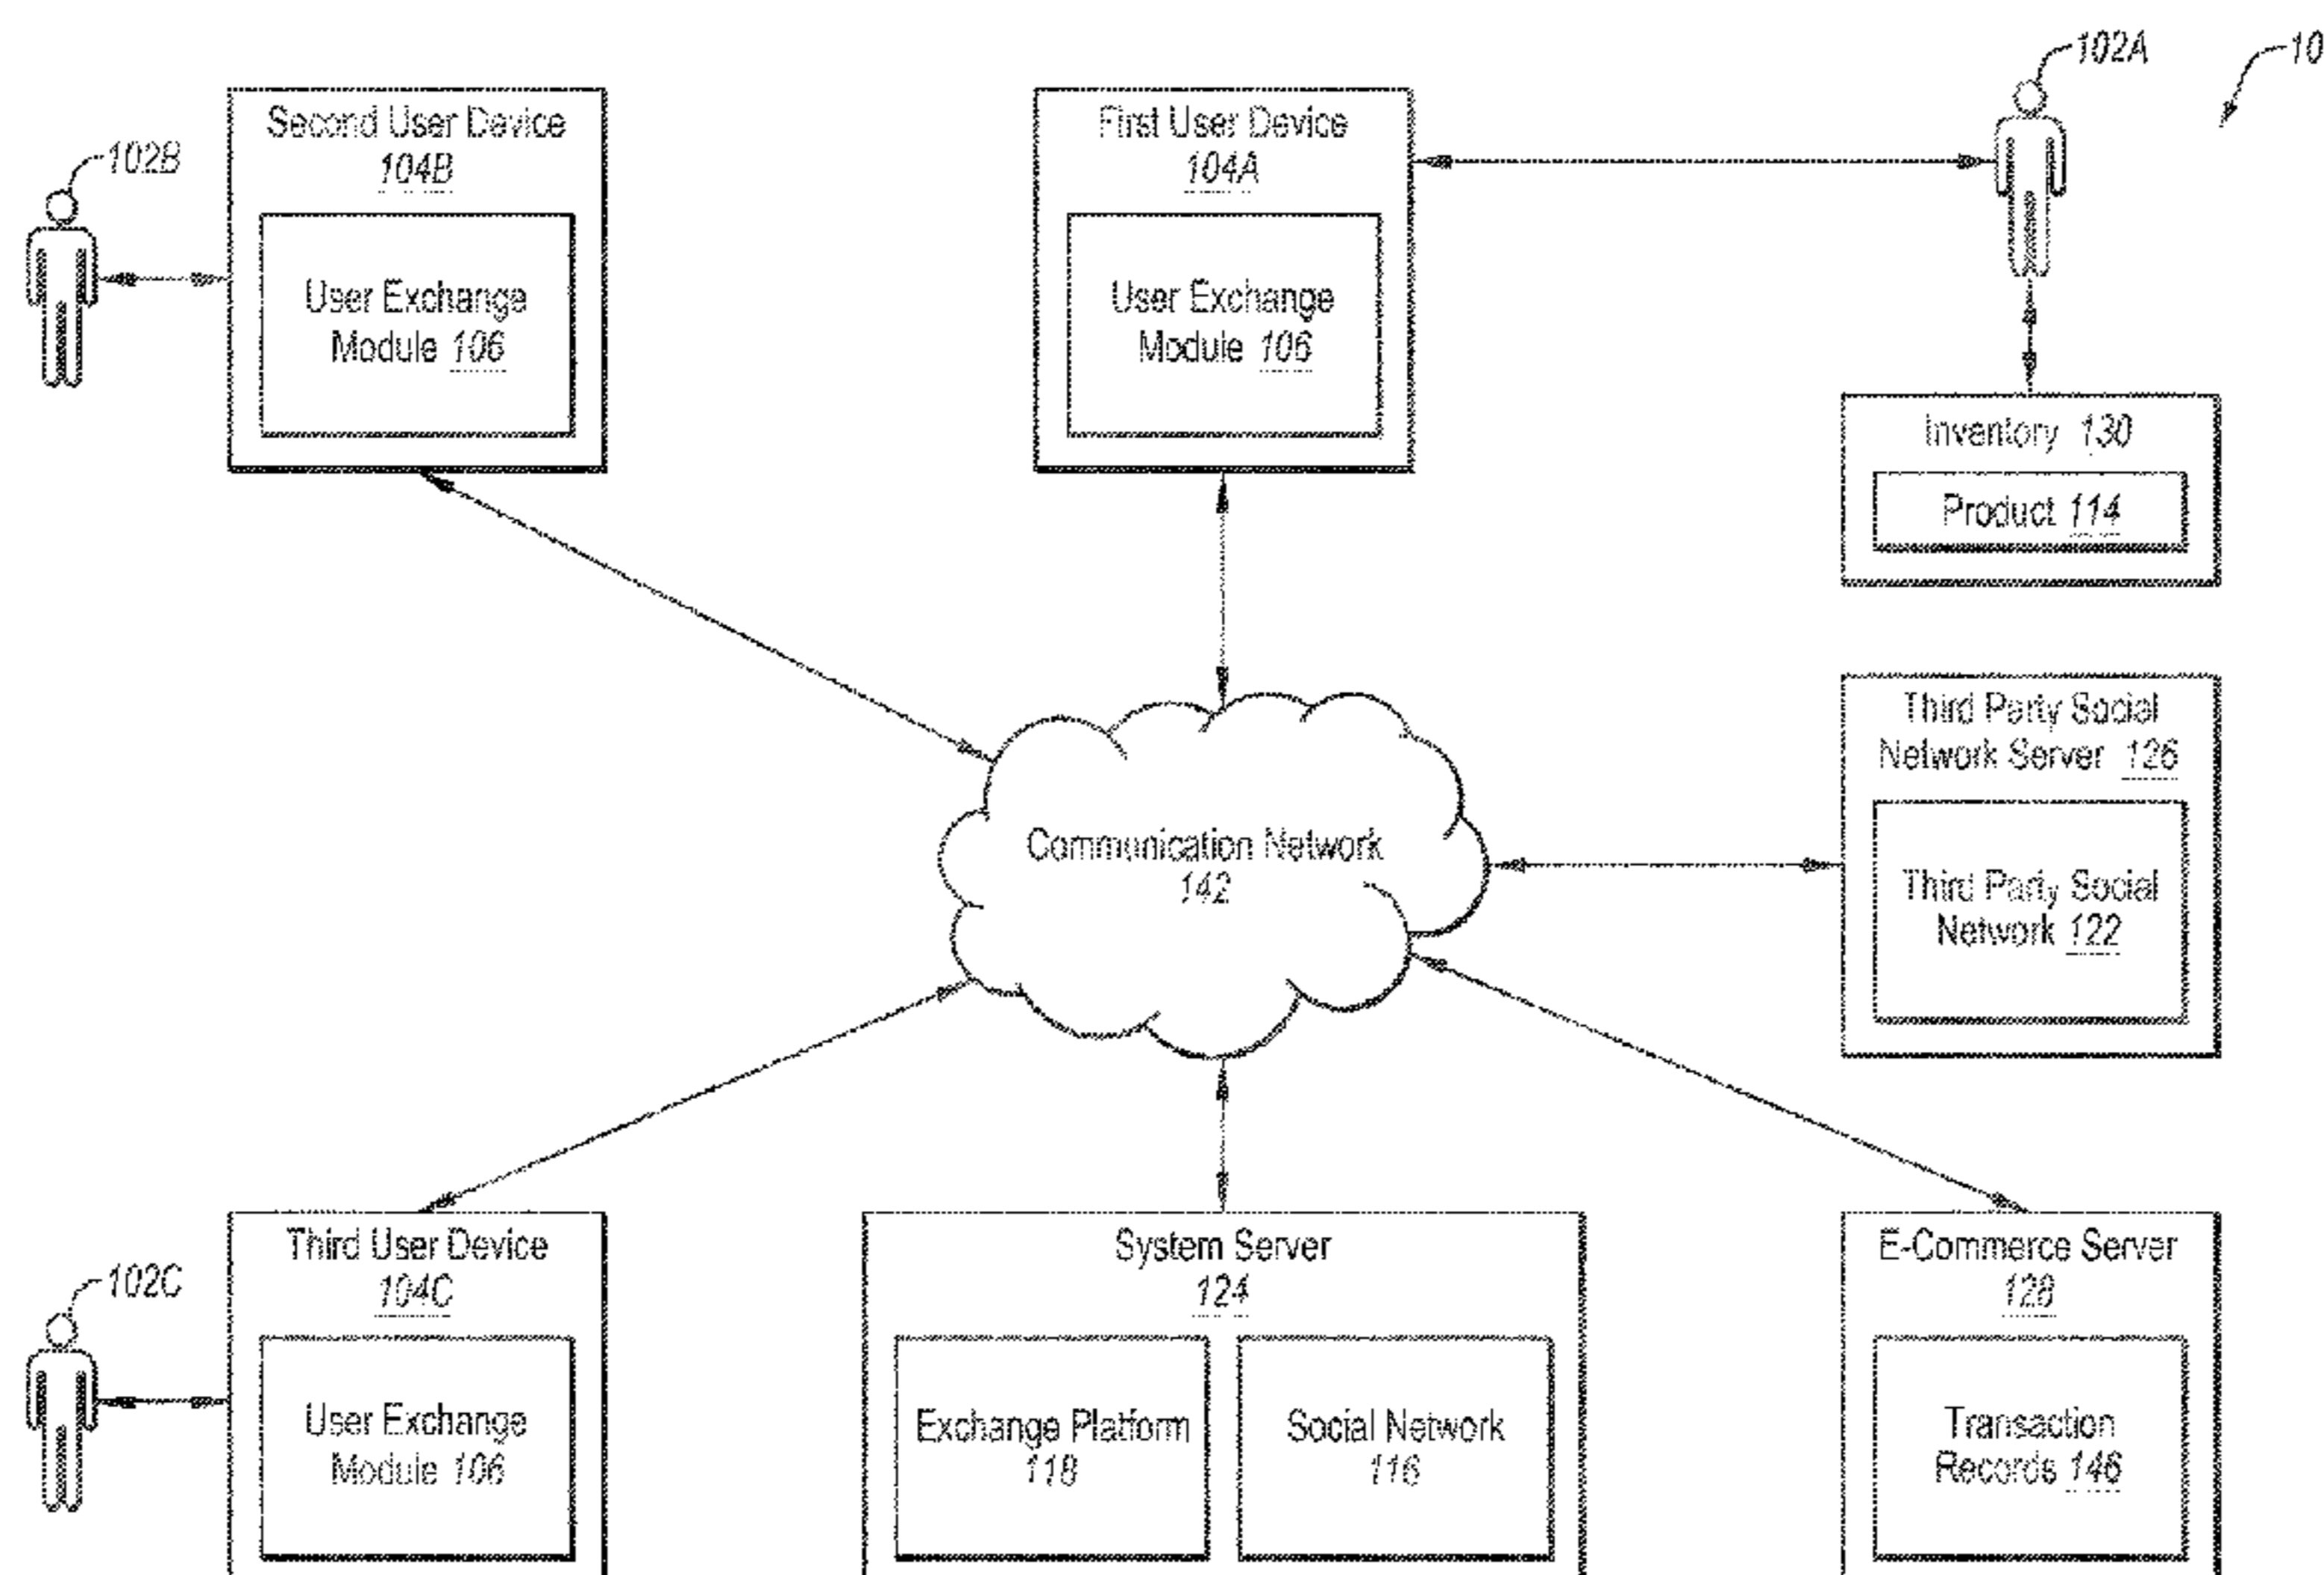 102A
10
Second User Device
104B
102B
User Exchange
Module 106
First User Device
104A
User Exchange
Module 106
Inventory 130
Product 114
Third Party Social
Network Server 126
Third Party Social
Network 122
Communication Network
142
Third User Device
104C
102C
User Exchange
Module 106
System Server
124
Exchange Platform
118
Social Network
116
E-Commerce Server
128
Transaction
Records 146